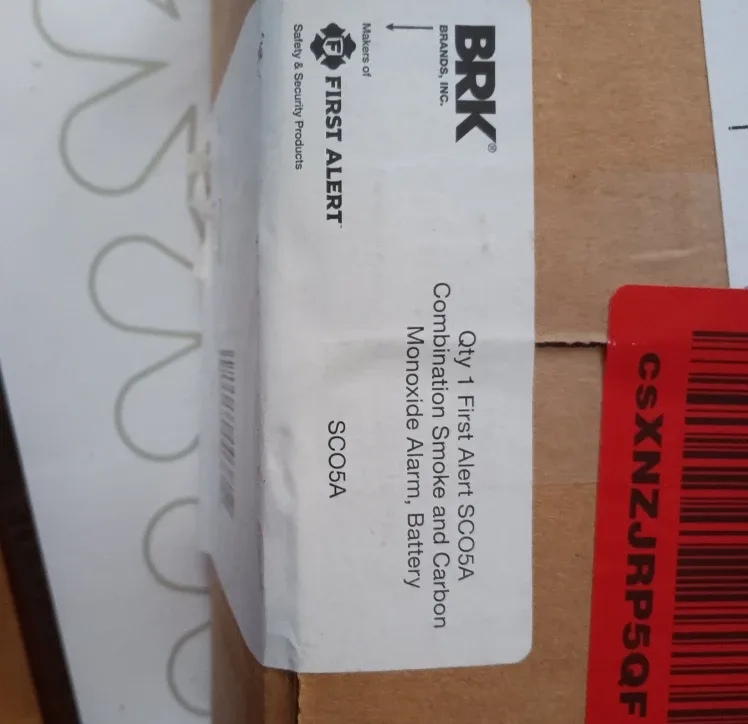 BRK®
BRANDS, INC.
Makers of
FIRST ALERT
Safety & Security Products
Qty 1 First Alert SCO5A
Combination Smoke and Carbon
Monoxide Alarm, Battery
SCO5A
csXNZJRP5QF